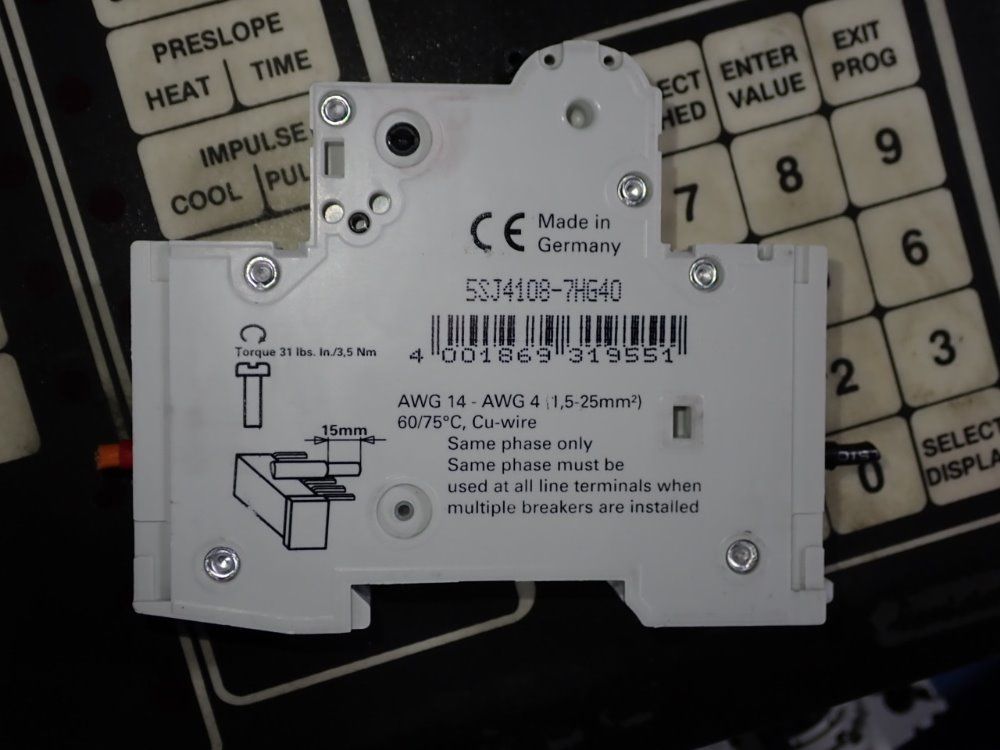 PRESLOPE
HEAT TIME
IMPULSE
COOL PUL
ECT
HED
ENTER
VALUE
EXIT
PROG
7
8
9
6
2
3
0
SELECT
DISPLA
CE Made in
Germany
5SJ4108-7HG40
4 001869 319551
Torque 31 lbs. In./3,5 Nm
15mm
AWG 14 - AWG 4 (1,5-25mm²)
60/75°C, Cu-wire
Same phase only
Same phase must be
used at all line terminals when
multiple breakers are installed